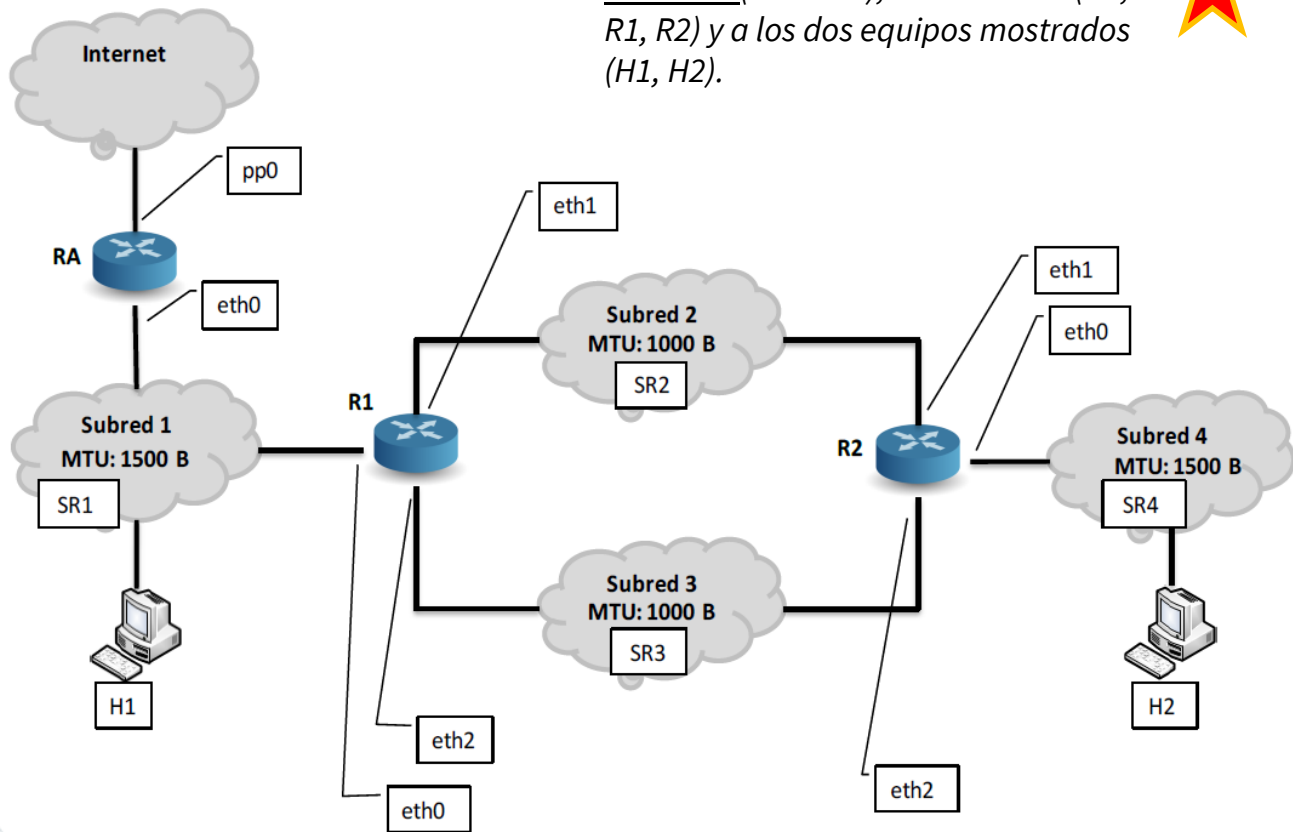 R1, R2) y a los dos equipos mostrados
(H1, H2).
Internet
pp0
RA
eth0
eth1
Subred 2
MTU: 1000 B
SR2
eth1
eth0
R1
Subred 1
MTU: 1500 B
SR1
R2
Subred 4
MTU: 1500 B
SR4
Subred 3
MTU: 1000 B
SR3
H1
H2
eth2
eth0
eth2